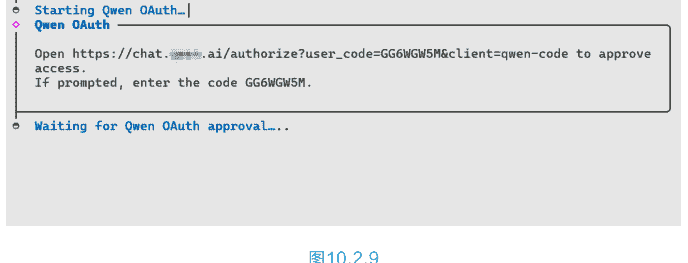 Starting Qwen OAuth…
Qwen OAuth
Open https://chat. .ai/authorize?user_code=GG6WGW5M&client=qwen-code to approve
access.
If prompted, enter the code GG6WGW5M.
Waiting for Qwen OAuth approval…..
图10.2.9